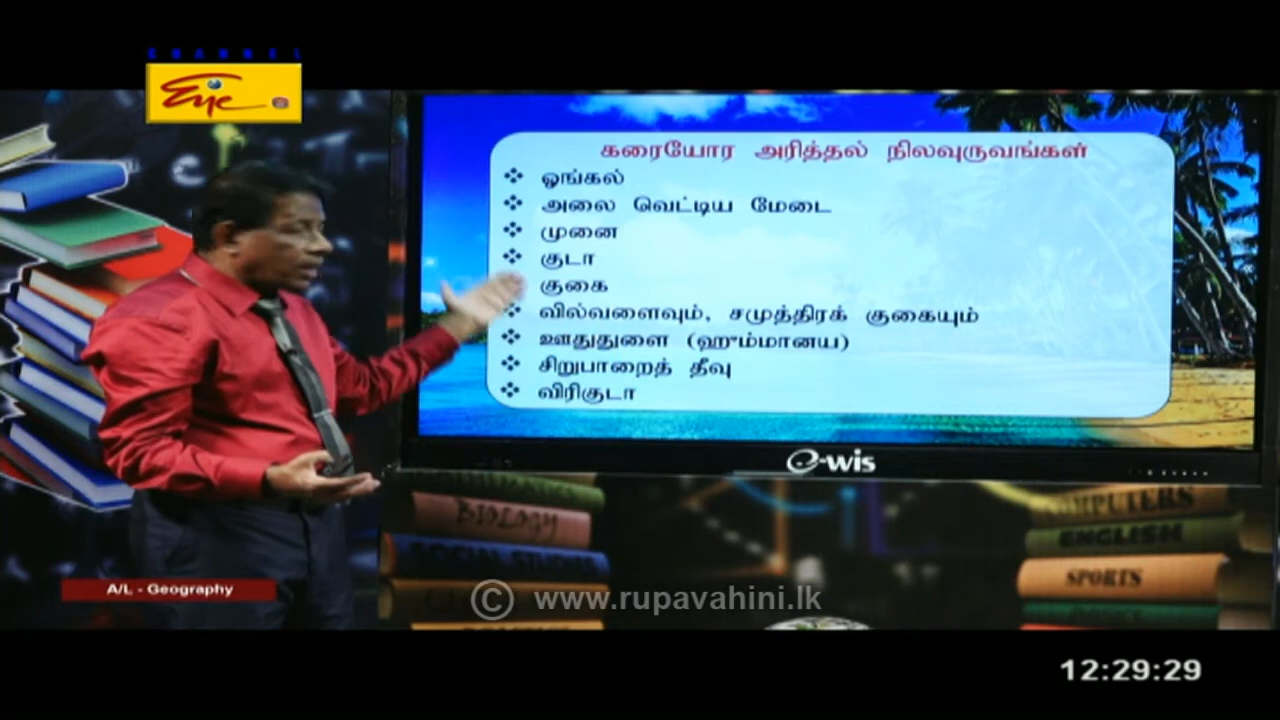 CHANNEL
Eye
கரையோர அரித்தல் நிலவுருவங்கள்
❖ ஓங்கல்
❖ அலை வெட்டிய மேடை
❖ முனை
❖ குடா
குகை
❖ வில்வளைவும், சமுத்திரக் குகையும்
❖ ஊதுதுளை (ஹும்மானய)
❖ சிறுபாறைத் தீவு
❖ விரிகுடா
e-wis
BIOLOGY
SOCIAL STUDIES
COMPUTERS
ENGLISH
SPORTS
A/L - Geography
© www.rupavahini.lk
12:29:29